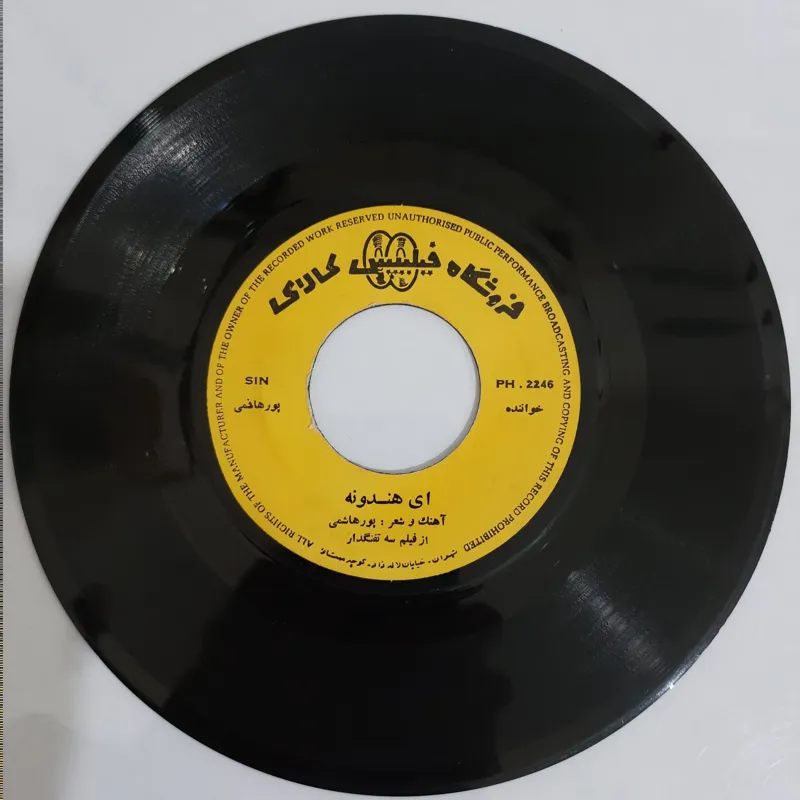 ALL RIGHTS OF THE MANUFACTURER AND OF THE OWNER OF THE RECORDED WORK RESERVED UNAUTHORISED PUBLIC PERFORMANCE BROADCASTING AND COPYING OF THIS RECORD PROHIBITED
فروشگاه فیلیپس کالری
PH . 2246
خواننده
SIN
پورهاشمی
ای هندونه
آهنگ و شعر : پورهاشمی
از فیلم سه تفنگدار
تهران - خیابان لاله زار - کوچه